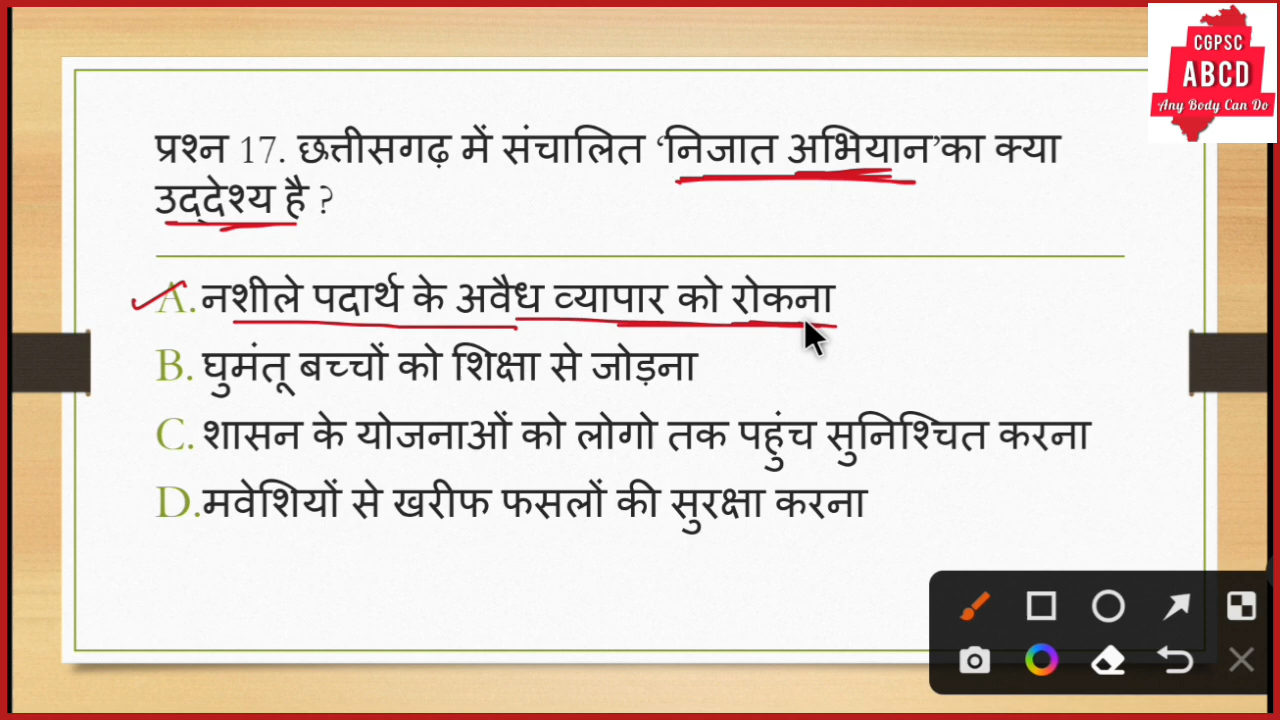 CGPSC
ABCD
Any Body Can Do
प्रश्न 17. छत्तीसगढ़ में संचालित ‘निजात अभियान’का क्या
उद्देश्य है ?
A. नशीले पदार्थ के अवैध व्यापार को रोकना
B. घुमंतू बच्चों को शिक्षा से जोड़ना
C. शासन के योजनाओं को लोगो तक पहुंच सुनिश्चित करना
D.मवेशियों से खरीफ फसलों की सुरक्षा करना